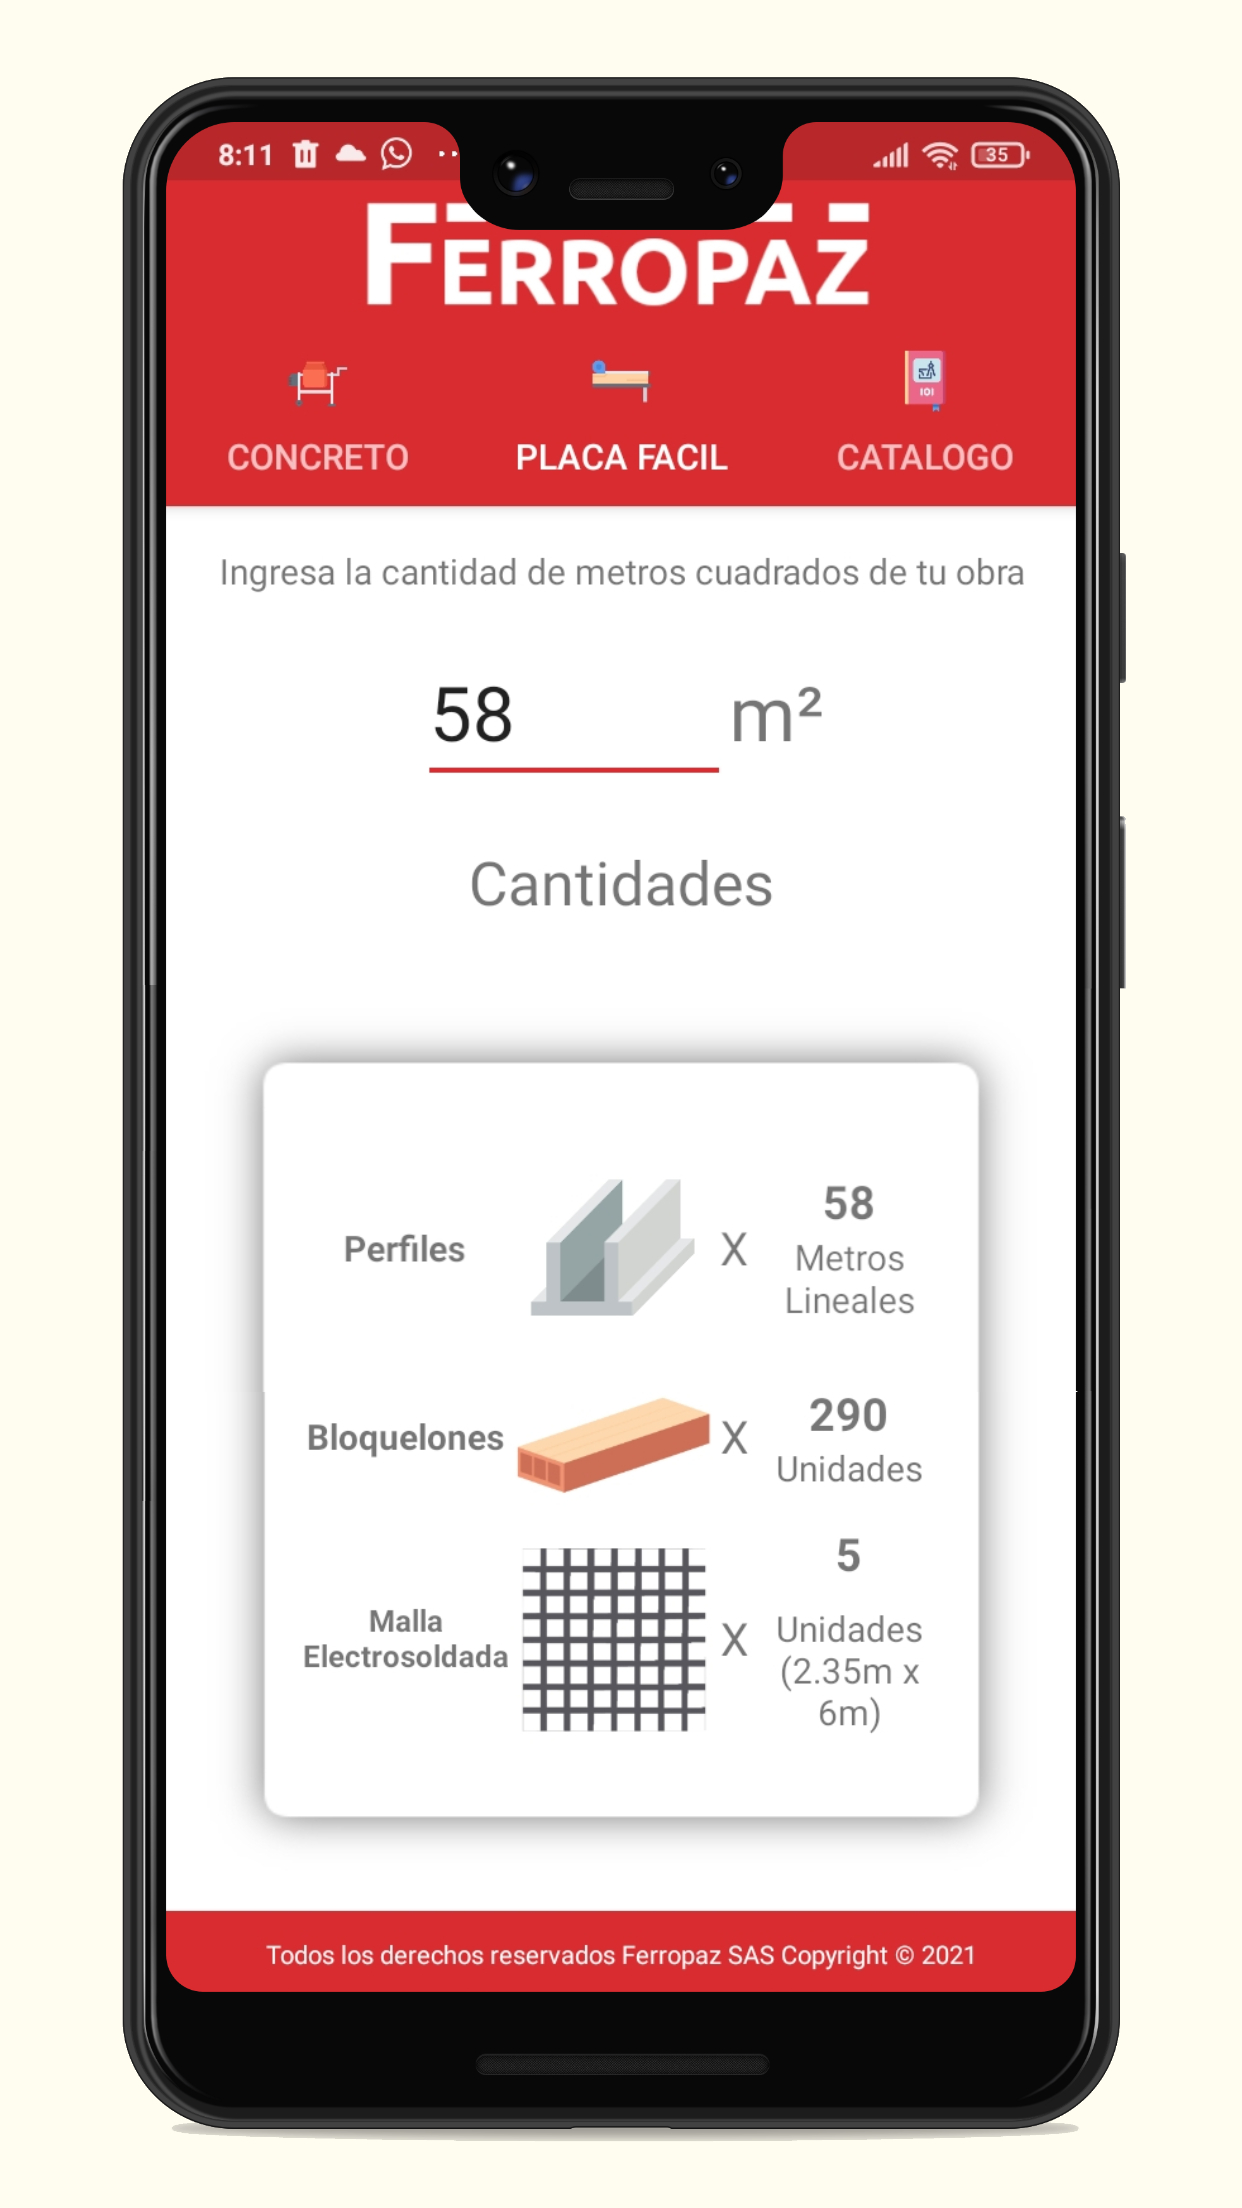 8:11
35
FERROPAZ
CONCRETO PLACA FACIL CATALOGO
Ingresa la cantidad de metros cuadrados de tu obra
58 m²
Cantidades
Perfiles X 58
Metros
Lineales
Bloquelones X 290
Unidades
Malla
Electrosoldada X 5
Unidades
(2.35m x
6m)
Todos los derechos reservados Ferropaz SAS Copyright © 2021